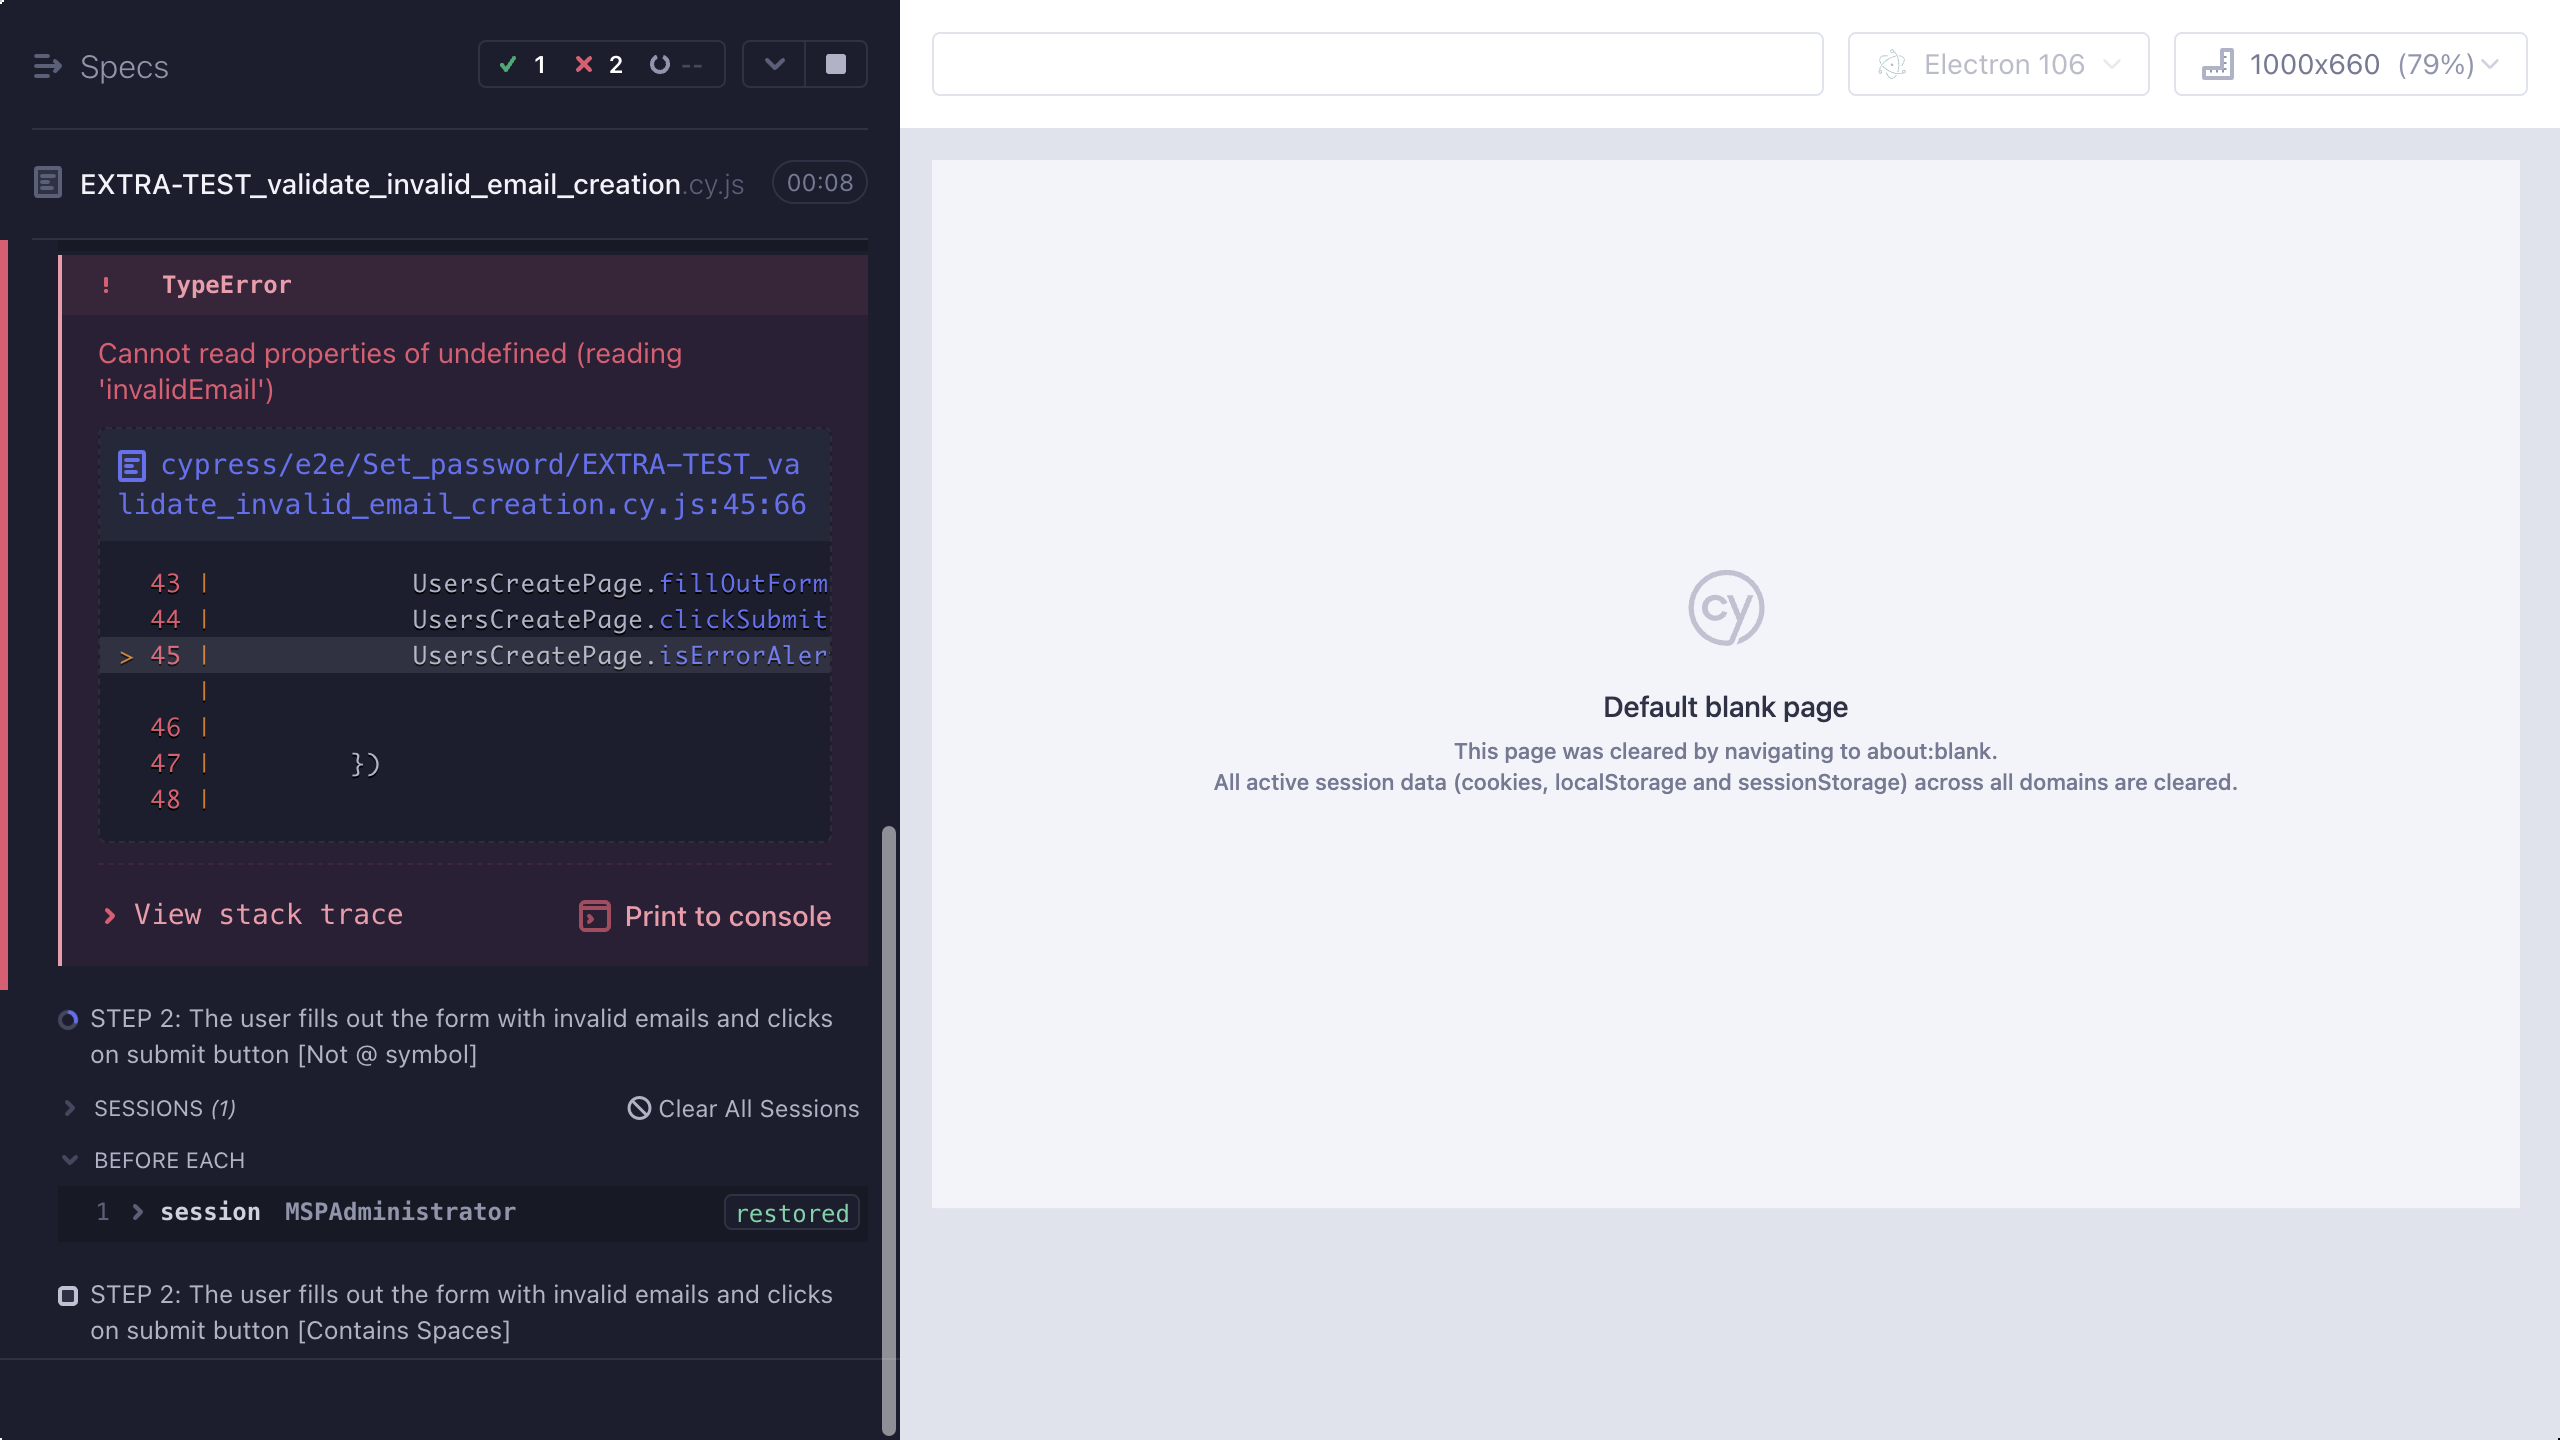 Specs
1 2 --
EXTRA-TEST_validate_invalid_email_creation.cy.js 00:08
! TypeError
Cannot read properties of undefined (reading
'invalidEmail')
cypress/e2e/Set_password/EXTRA-TEST_va
lidate_invalid_email_creation.cy.js:45:66
43 | UsersCreatePage.fillOutForm
44 | UsersCreatePage.clickSubmit
> 45 | UsersCreatePage.isErrorAler
|
46 |
47 | })
48 |
View stack trace
Print to console
STEP 2: The user fills out the form with invalid emails and clicks
on submit button [Not @ symbol]
SESSIONS (1)
Clear All Sessions
BEFORE EACH
1 session MSPAdministrator restored
STEP 2: The user fills out the form with invalid emails and clicks
on submit button [Contains Spaces]
Electron 106
1000x660 (79%)
cy
Default blank page
This page was cleared by navigating to about:blank.
All active session data (cookies, localStorage and sessionStorage) across all domains are cleared.